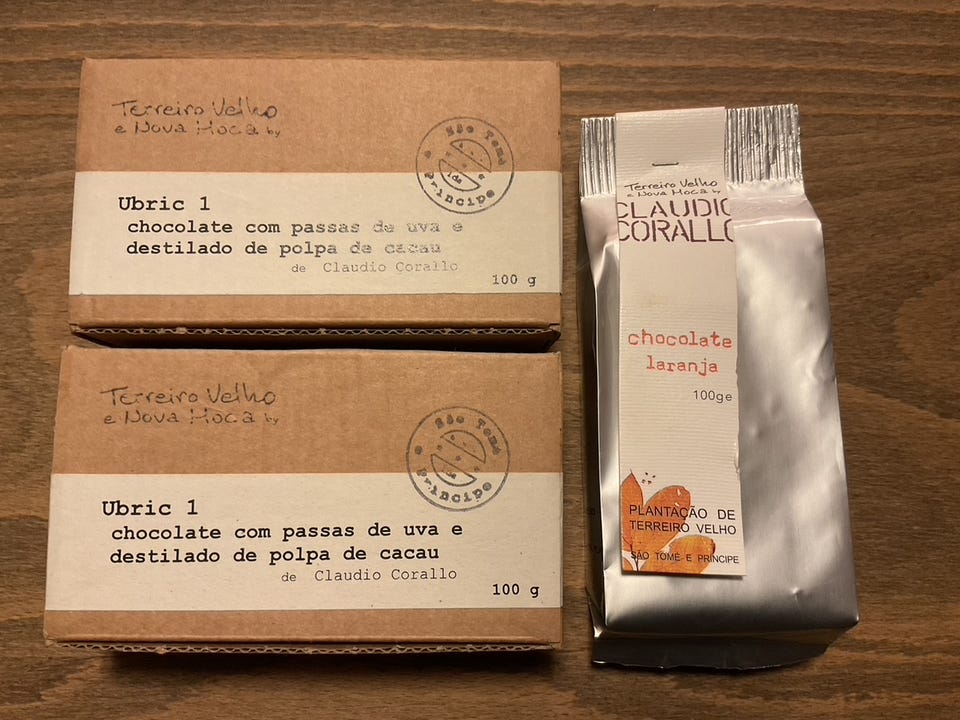 Terreiro Velho
e Nova Moca by
São Tomé
e Príncipe
Ubric 1
chocolate com passas de uva e
destilado de polpa de cacau
de Claudio Corallo
100 g
Terreiro Velho
e Nova Moca by
São Tomé
e Príncipe
Ubric 1
chocolate com passas de uva e
destilado de polpa de cacau
de Claudio Corallo
100 g
Terreiro Velho
e Nova Moca by
CLAUDIO
CORALLO
chocolate
laranja
100ge
PLANTAÇÃO DE
TERREIRO VELHO
SÃO TOMÉ E PRÍNCIPE